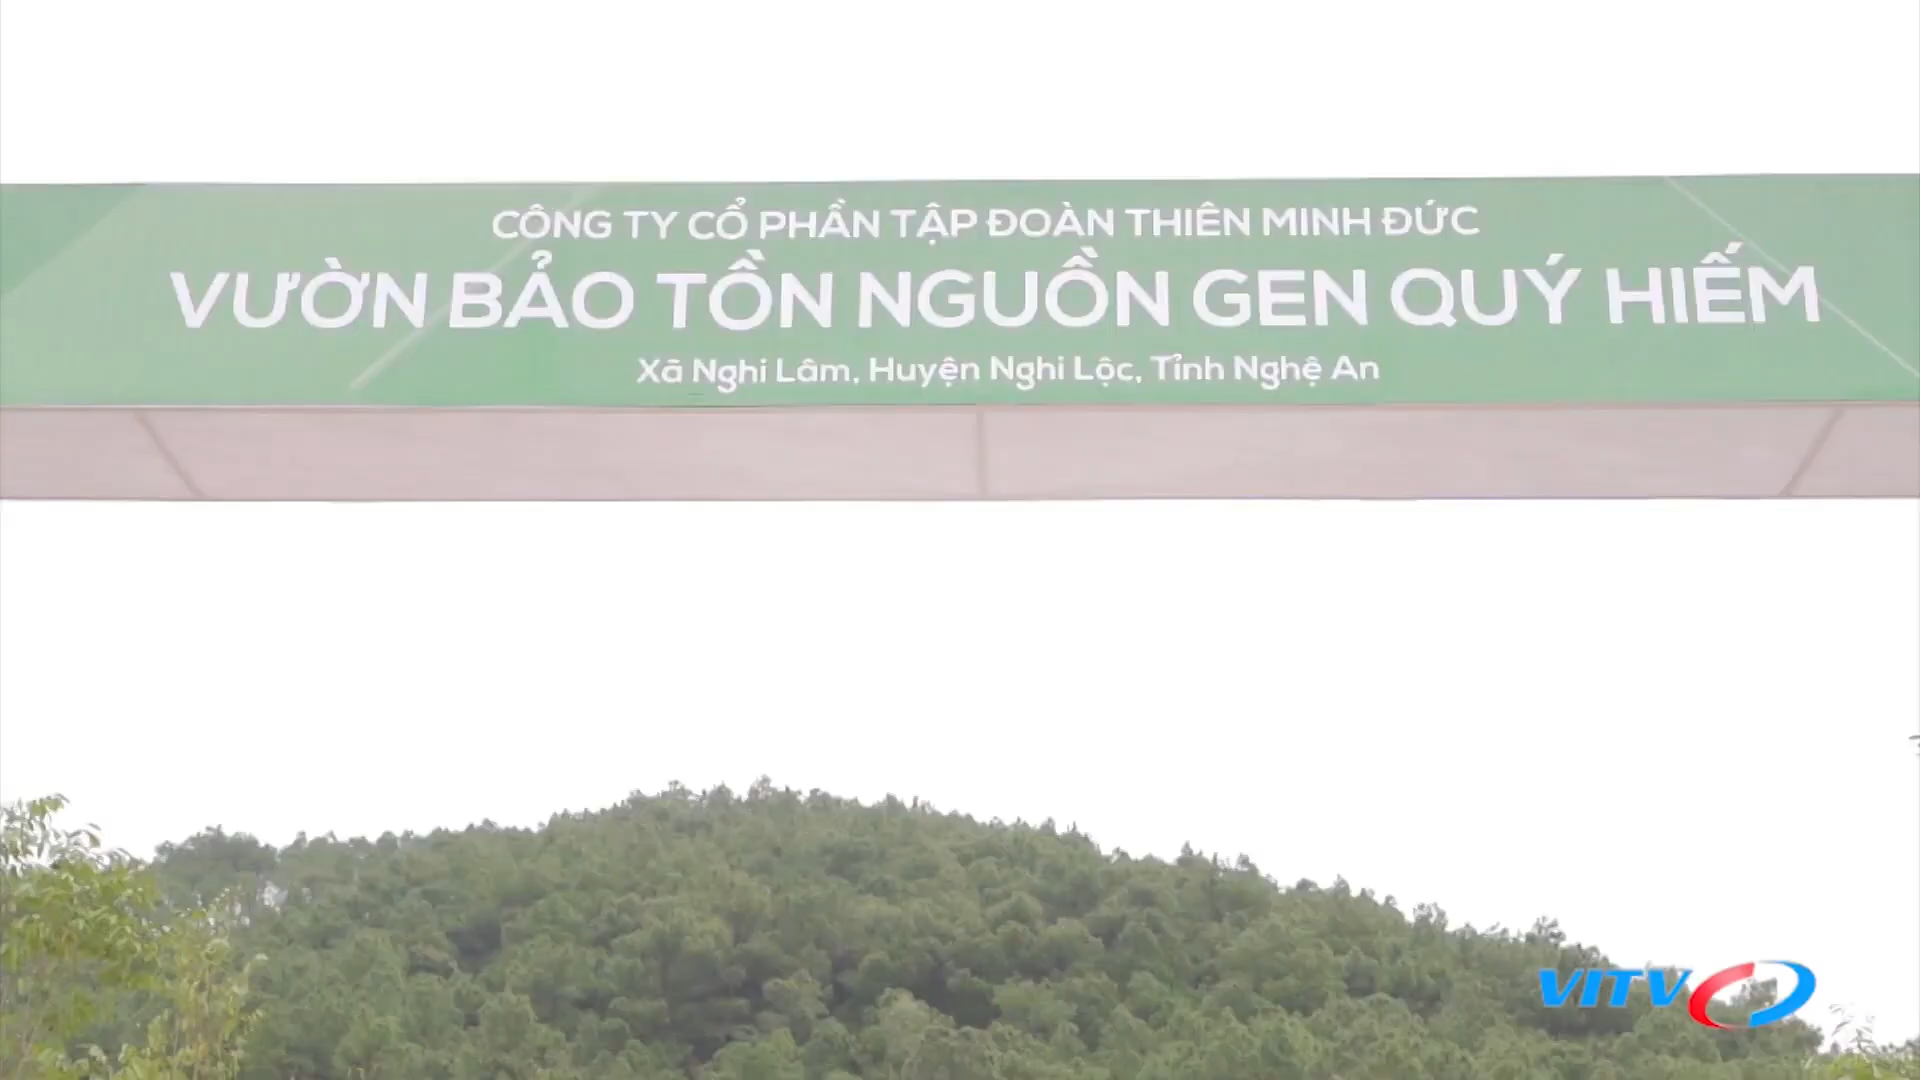 CÔNG TY CỔ PHẦN TẬP ĐOÀN THIÊN MINH ĐỨC
VƯỜN BẢO TỒN NGUỒN GEN QUÝ HIẾM
Xã Nghi Lâm, Huyện Nghi Lộc, Tỉnh Nghệ An
VITV